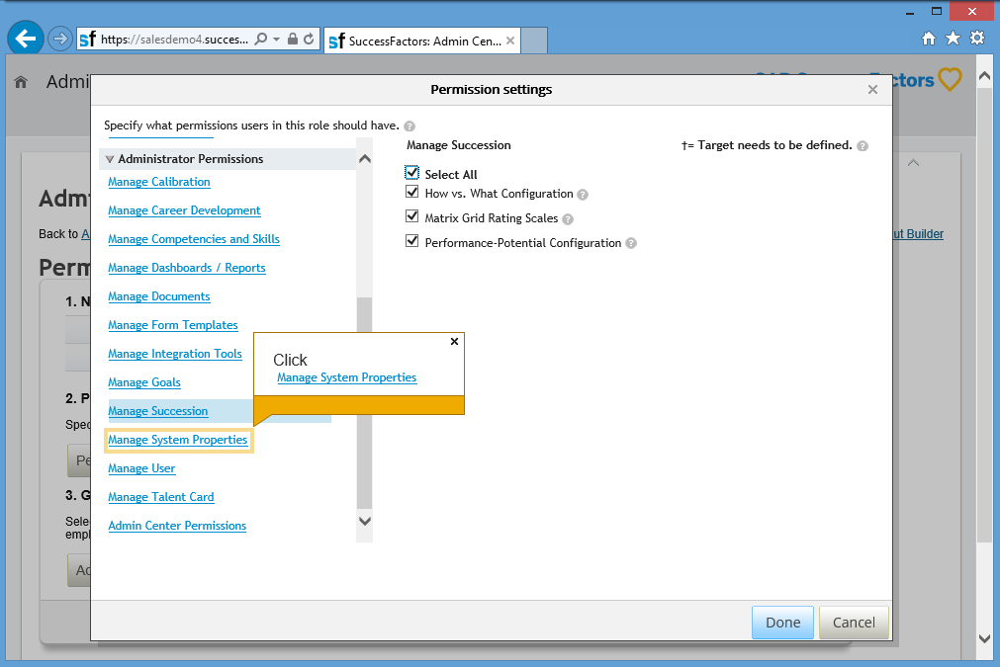 https://salesdemo4.succes...
SuccessFactors: Admin Cen...
Admi
ctors
Permission settings
Specify what permissions users in this role should have.
Administrator Permissions
Manage Calibration
Manage Career Development
Manage Competencies and Skills
Manage Dashboards / Reports
Manage Documents
Manage Form Templates
Manage Integration Tools
Manage Goals
Manage Succession
Manage System Properties
Manage User
Manage Talent Card
Admin Center Permissions
Manage Succession
†= Target needs to be defined.
Select All
How vs. What Configuration
Matrix Grid Rating Scales
Performance-Potential Configuration
Click
Manage System Properties
Done
Cancel
Adm
Back to A
ut Builder
Perm
1. N
2. P
Spec
Pe
3. G
Sele
empl
Ad